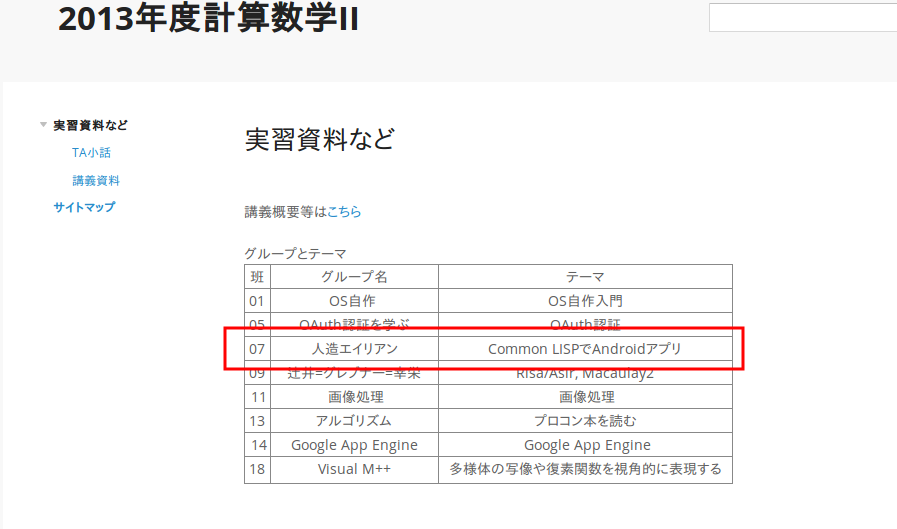 2013年度計算数学II
実習資料など
TA小話
講義資料
サイトマップ
実習資料など
講義概要等はこちら
グループとテーマ
班 グループ名 テーマ
01 OS自作 OS自作入門
05 OAuth認証を学ぶ OAuth認証
07 人造エイリアン Common LISPでAndroidアプリ
09 辻井=グレブナー=幸栄 Risa/Asir, Macaulay2
11 画像処理 画像処理
13 アルゴリズム プロコン本を読む
14 Google App Engine Google App Engine
18 Visual M++ 多様体の写像や復素関数を視角的に表現する